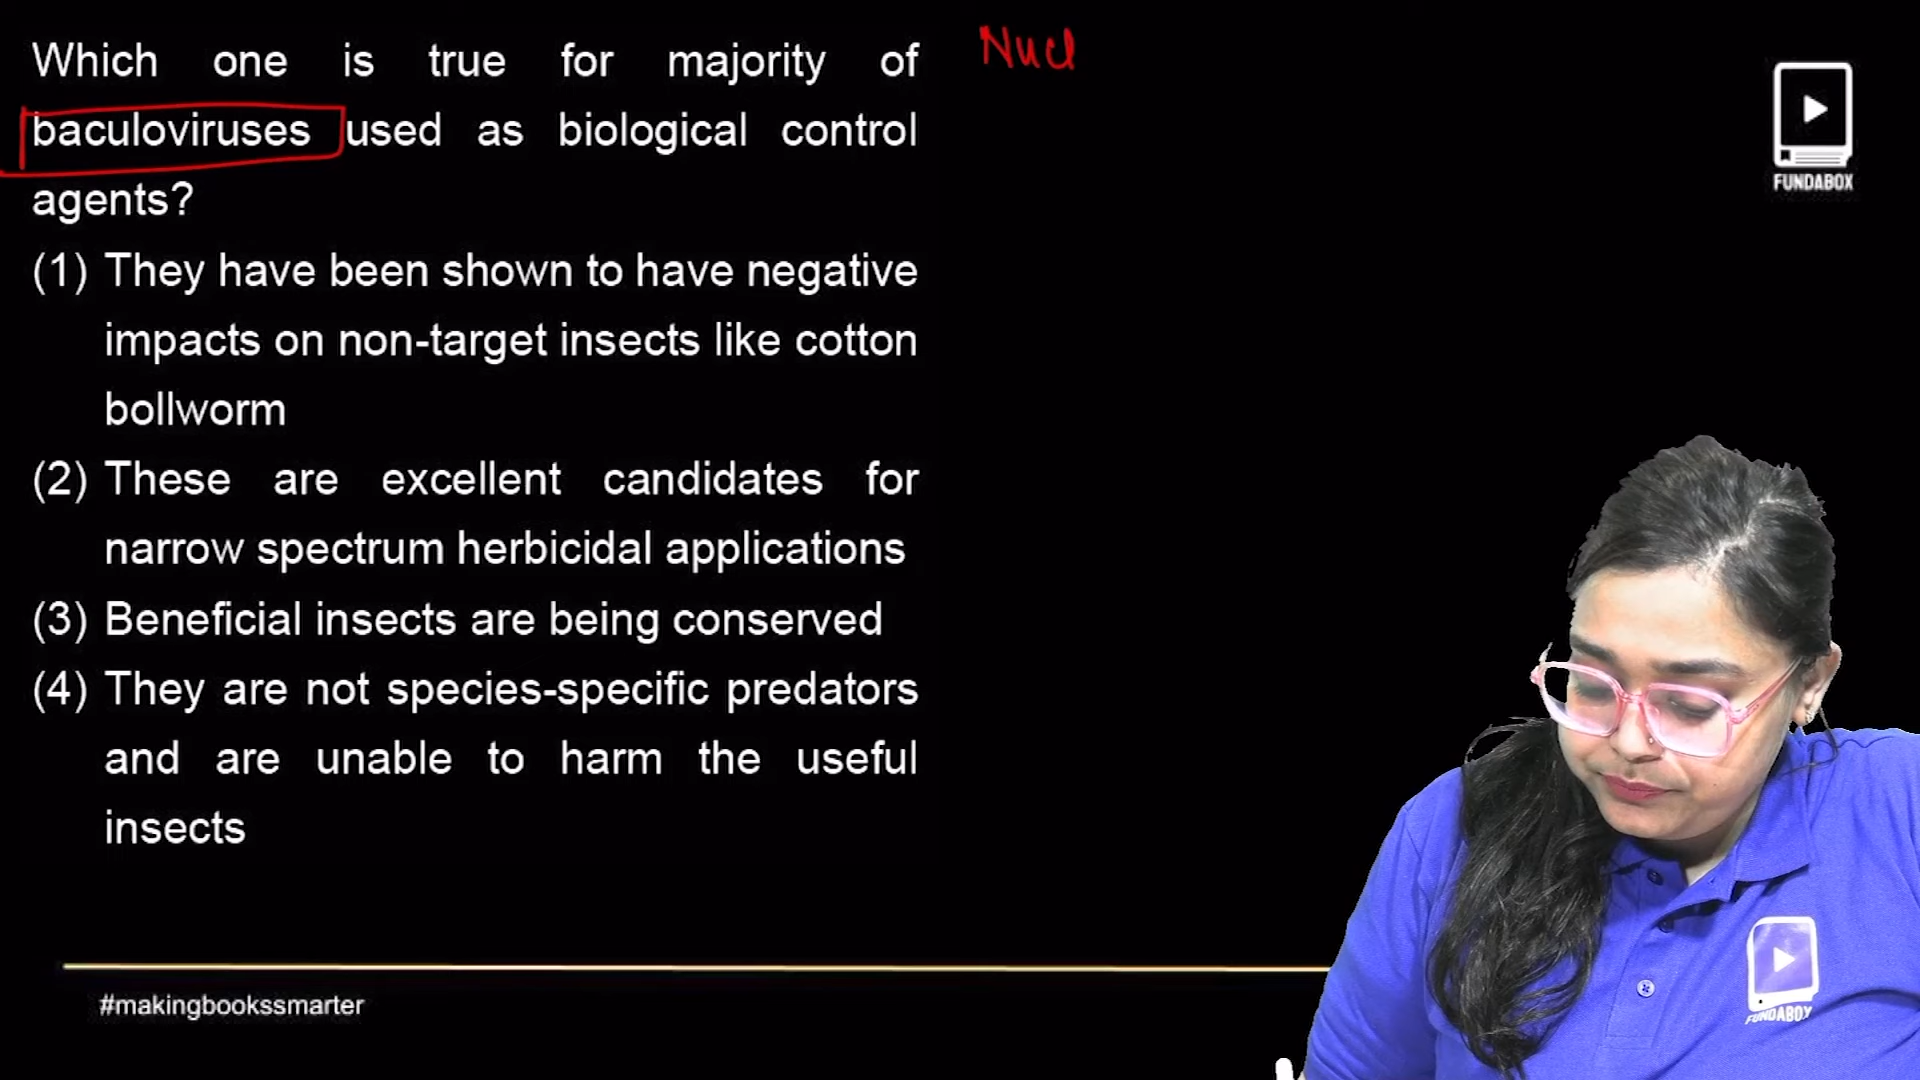 Which one is true for majority of
baculoviruses used as biological control
agents?
(1) They have been shown to have negative
impacts on non-target insects like cotton
bollworm
(2) These are excellent candidates for
narrow spectrum herbicidal applications
(3) Beneficial insects are being conserved
(4) They are not species-specific predators
and are unable to harm the useful
insects
Nucl
FUNDABOX
FUNDABOX
#makingbookssmarter